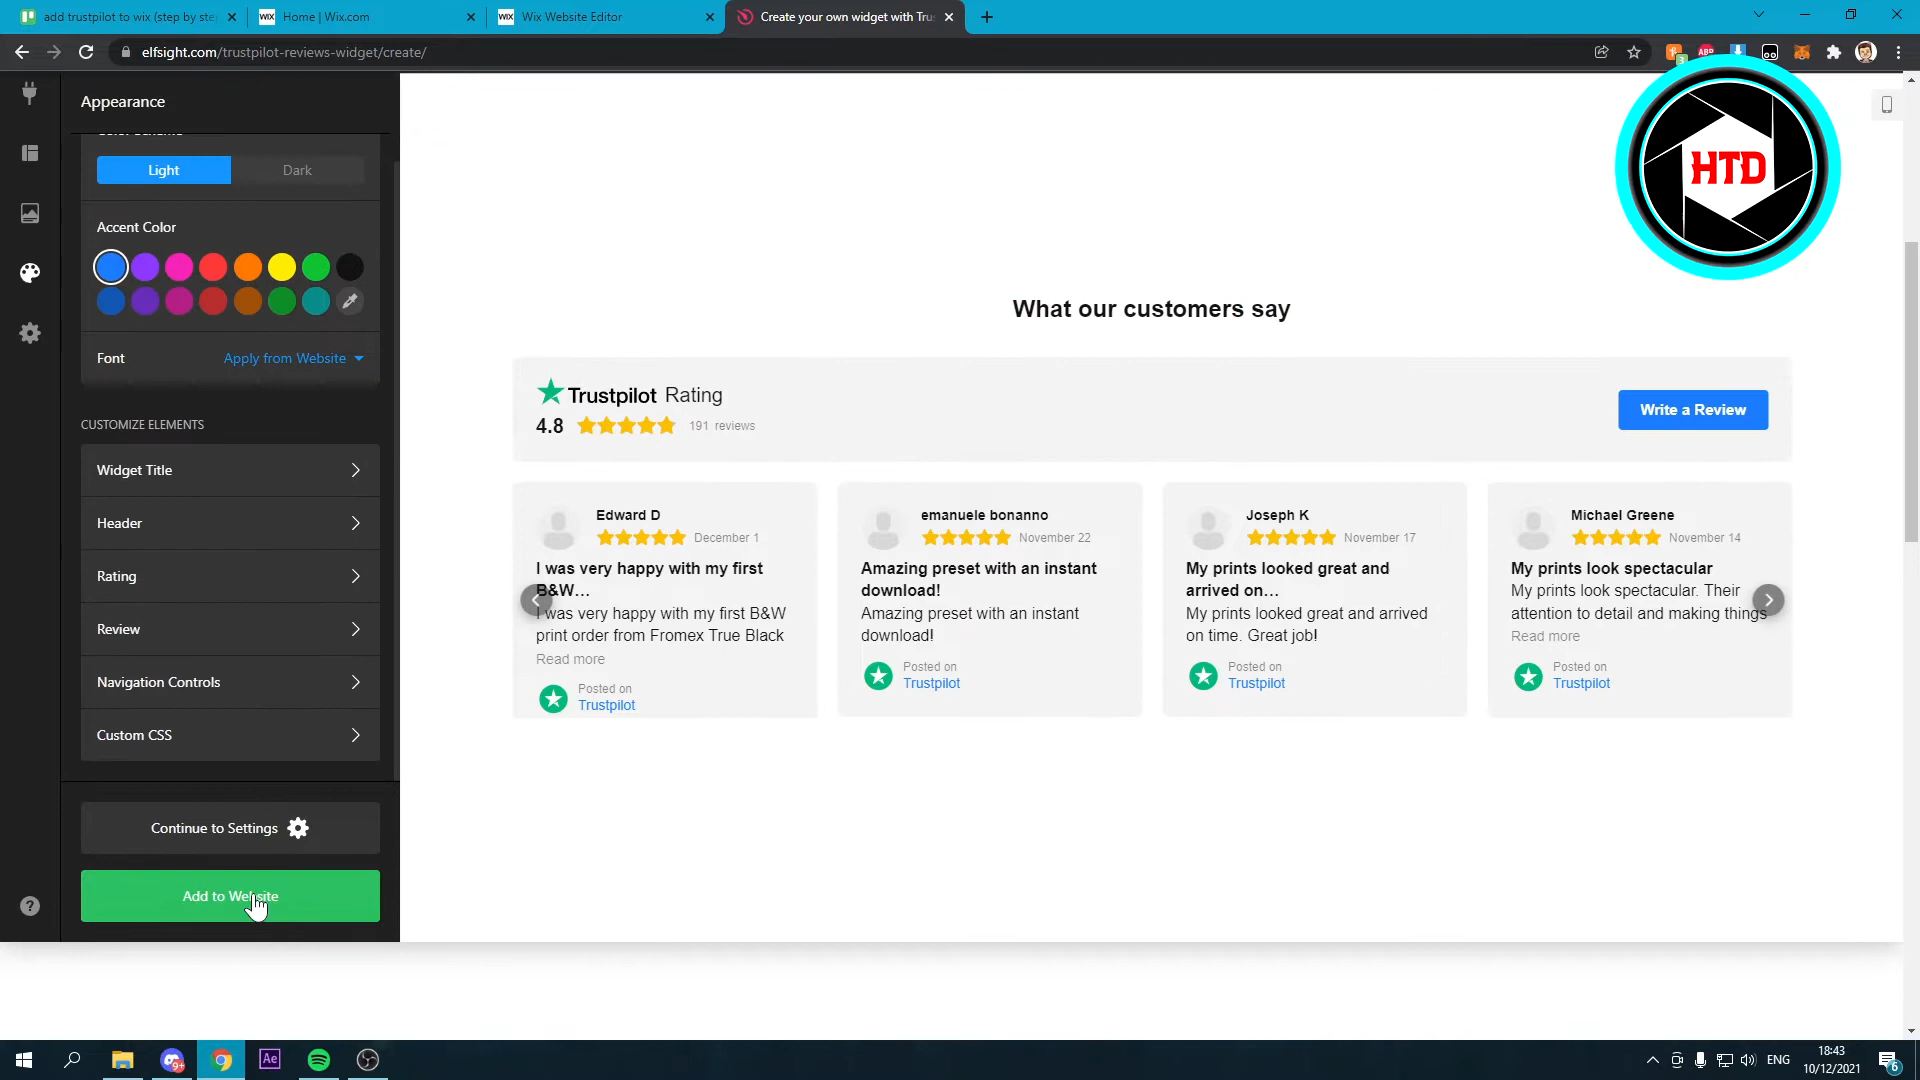 add trustpilot to wix (step by ste
WIX Home | Wix.com
WIX Wix Website Editor
Create your own widget with Tru
elfsight.com/trustpilot-reviews-widget/create/
3
ABP
HTD
Appearance
Light
Dark
Accent Color
Font
Apply from Website
CUSTOMIZE ELEMENTS
Widget Title
Header
Rating
Review
Navigation Controls
Custom CSS
Continue to Settings
Add to Website
What our customers say
Trustpilot Rating
4.8
191 reviews
Write a Review
Edward D
December 1
I was very happy with my first
B&W...
I was very happy with my first B&W
print order from Fromex True Black
Read more
Posted on
Trustpilot
emanuele bonanno
November 22
Amazing preset with an instant
download!
Amazing preset with an instant
download!
Posted on
Trustpilot
Joseph K
November 17
My prints looked great and
arrived on...
My prints looked great and arrived
on time. Great job!
Posted on
Trustpilot
Michael Greene
November 14
My prints look spectacular
My prints look spectacular. Their
attention to detail and making things
Read more
Posted on
Trustpilot
9+
Ae
ENG
18:43
10/12/2021
6